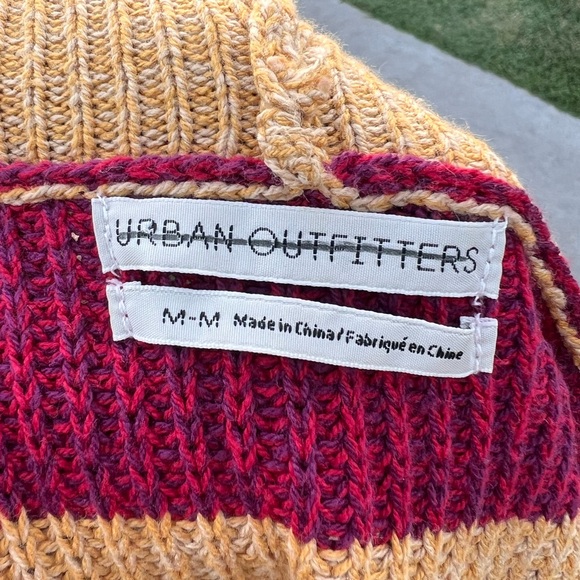 URBAN OUTFITTERS
M-M Made in China/Fabriqué en Chine